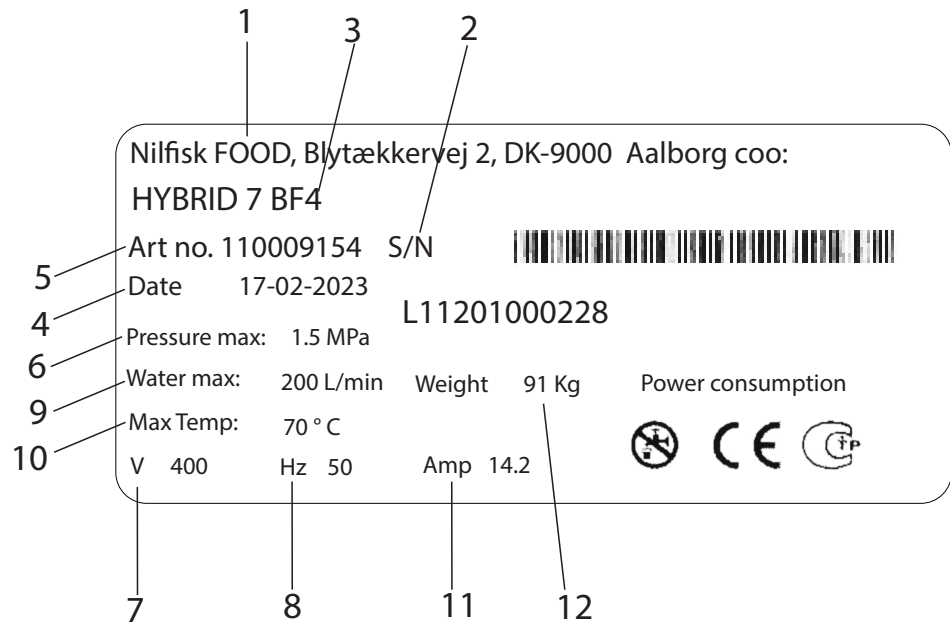 1 3 2
Nilfisk FOOD, Blytækkervej 2, DK-9000 Aalborg coo:
HYBRID 7 BF4
5 Art no. 110009154 S/N
4 Date 17-02-2023
L11201000228
6 Pressure max: 1.5 MPa
9 Water max: 200 L/min Weight 91 Kg Power consumption
10 Max Temp: 70 ° C
V 400 Hz 50 Amp 14.2
CE
TP
7 8 11 12